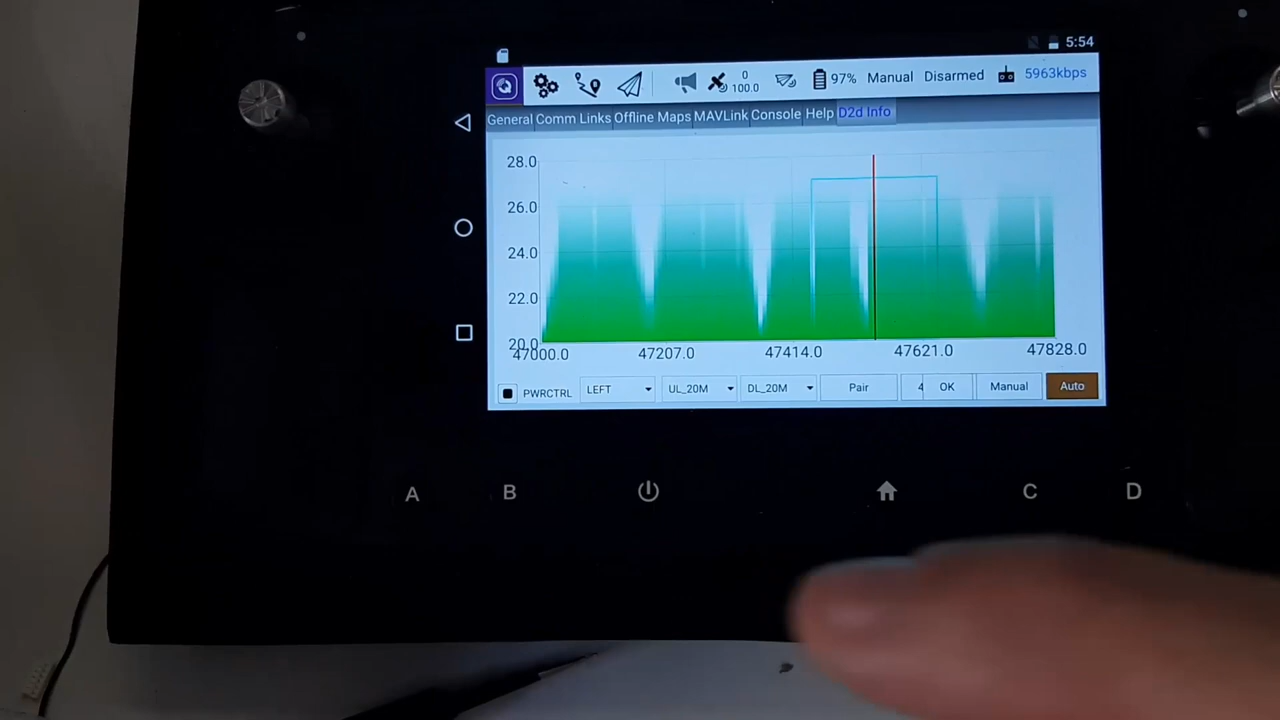 5:54
0
100.0
97% Manual Disarmed 5963kbps
General Comm Links Offline Maps MAVLink Console Help D2d Info
28.0
26.0
24.0
22.0
20.0
47000.0 47207.0 47414.0 47621.0 47828.0
PWRCTRL LEFT UL_20M DL_20M Pair 4 OK Manual Auto
A B C D